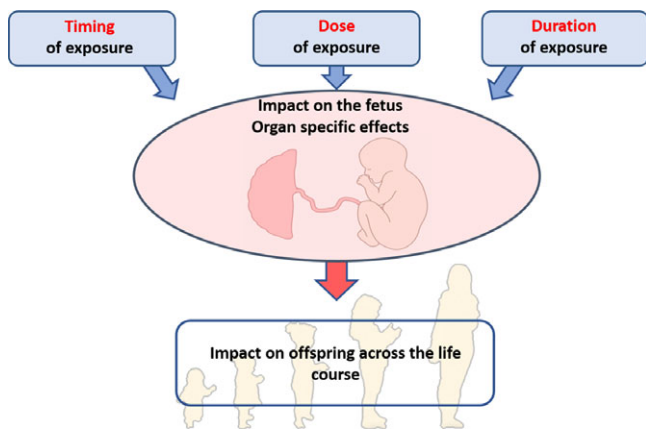 Timing
of exposure
Dose
of exposure
Duration
of exposure
Impact on the fetus
Organ specific effects
Impact on offspring across the life
course